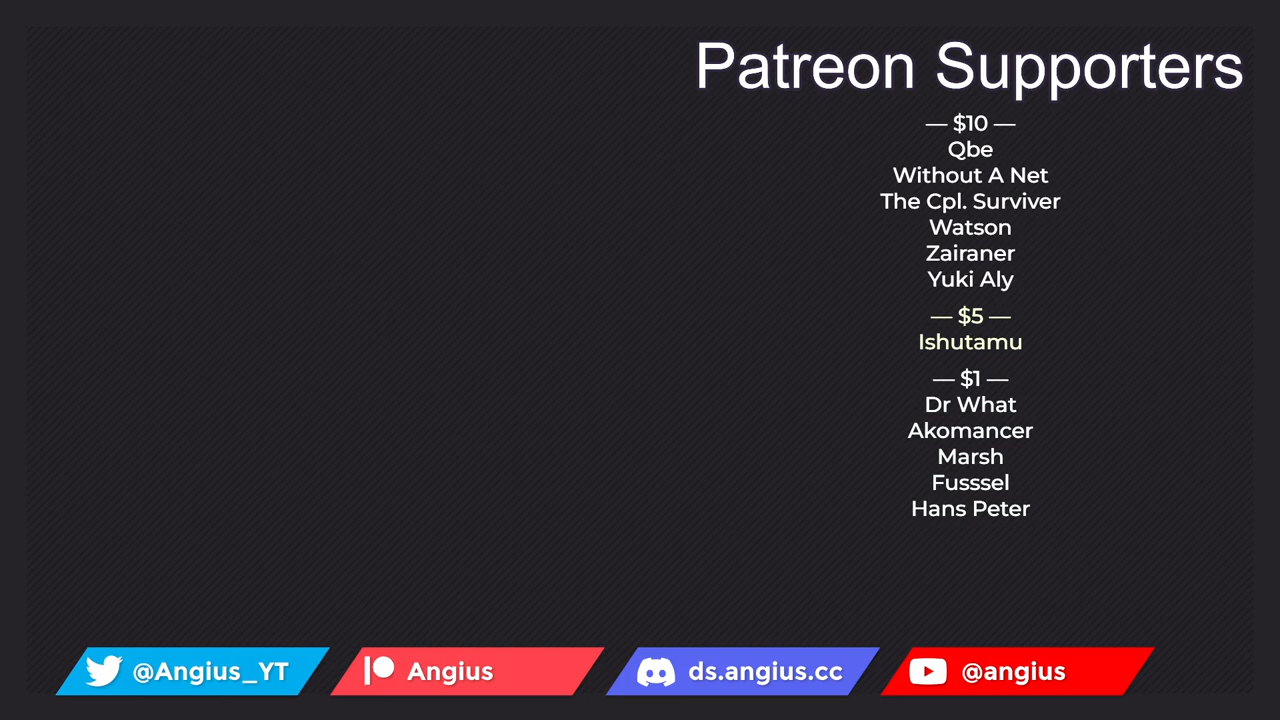 Patreon Supporters
— $10 —
Qbe
Without A Net
The Cpl. Surviver
Watson
Zairaner
Yuki Aly
— $5 —
Ishutamu
— $1 —
Dr What
Akomancer
Marsh
Fusssel
Hans Peter
@Angius_YT
Angius
ds.angius.cc
@angius